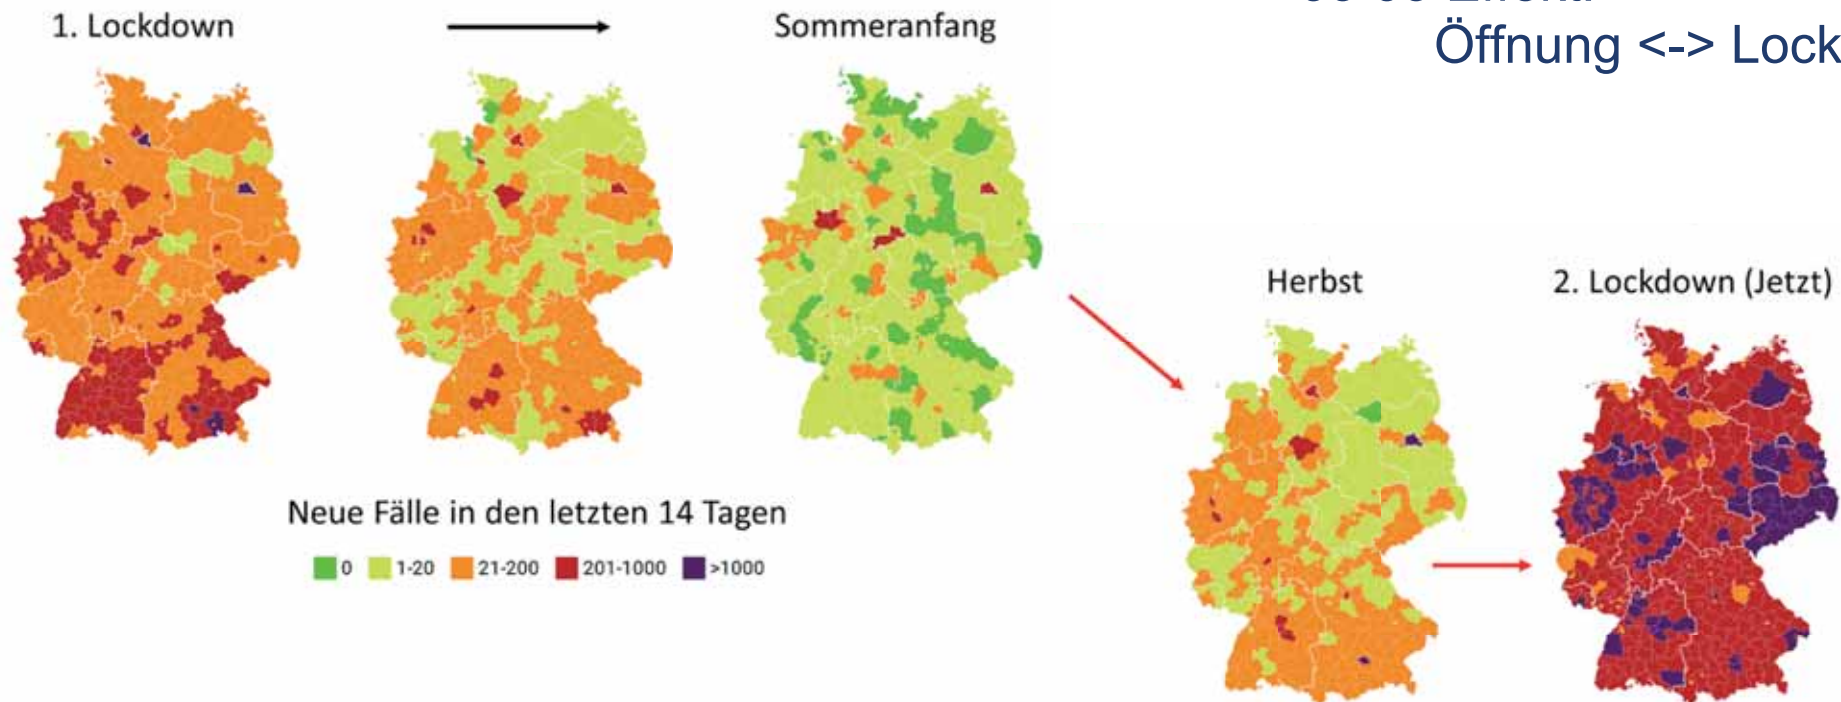 1. Lockdown
Sommeranfang
Öffnung <-> Lock
Herbst
2. Lockdown (Jetzt)
Neue Fälle in den letzten 14 Tagen
0 1-20 21-200 201-1000 >1000